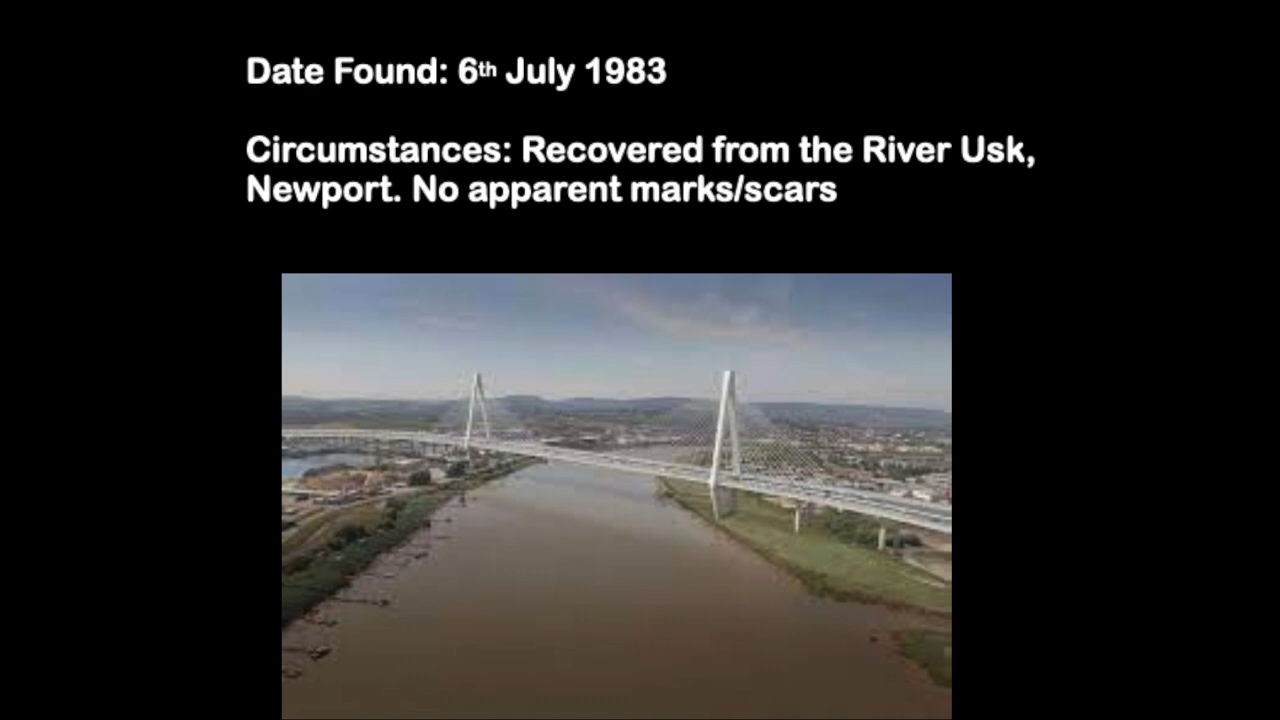 Date Found: 6th July 1983
Circumstances: Recovered from the River Usk,
Newport. No apparent marks/scars